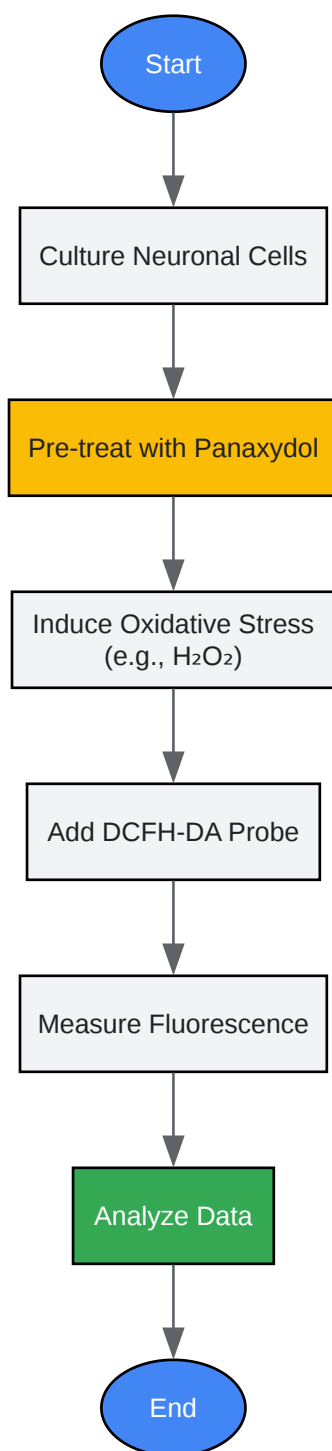 Start
Culture Neuronal Cells
Pre-treat with Panaxydol
Induce Oxidative Stress
(e.g., H₂O₂)
Add DCFH-DA Probe
Measure Fluorescence
Analyze Data
End